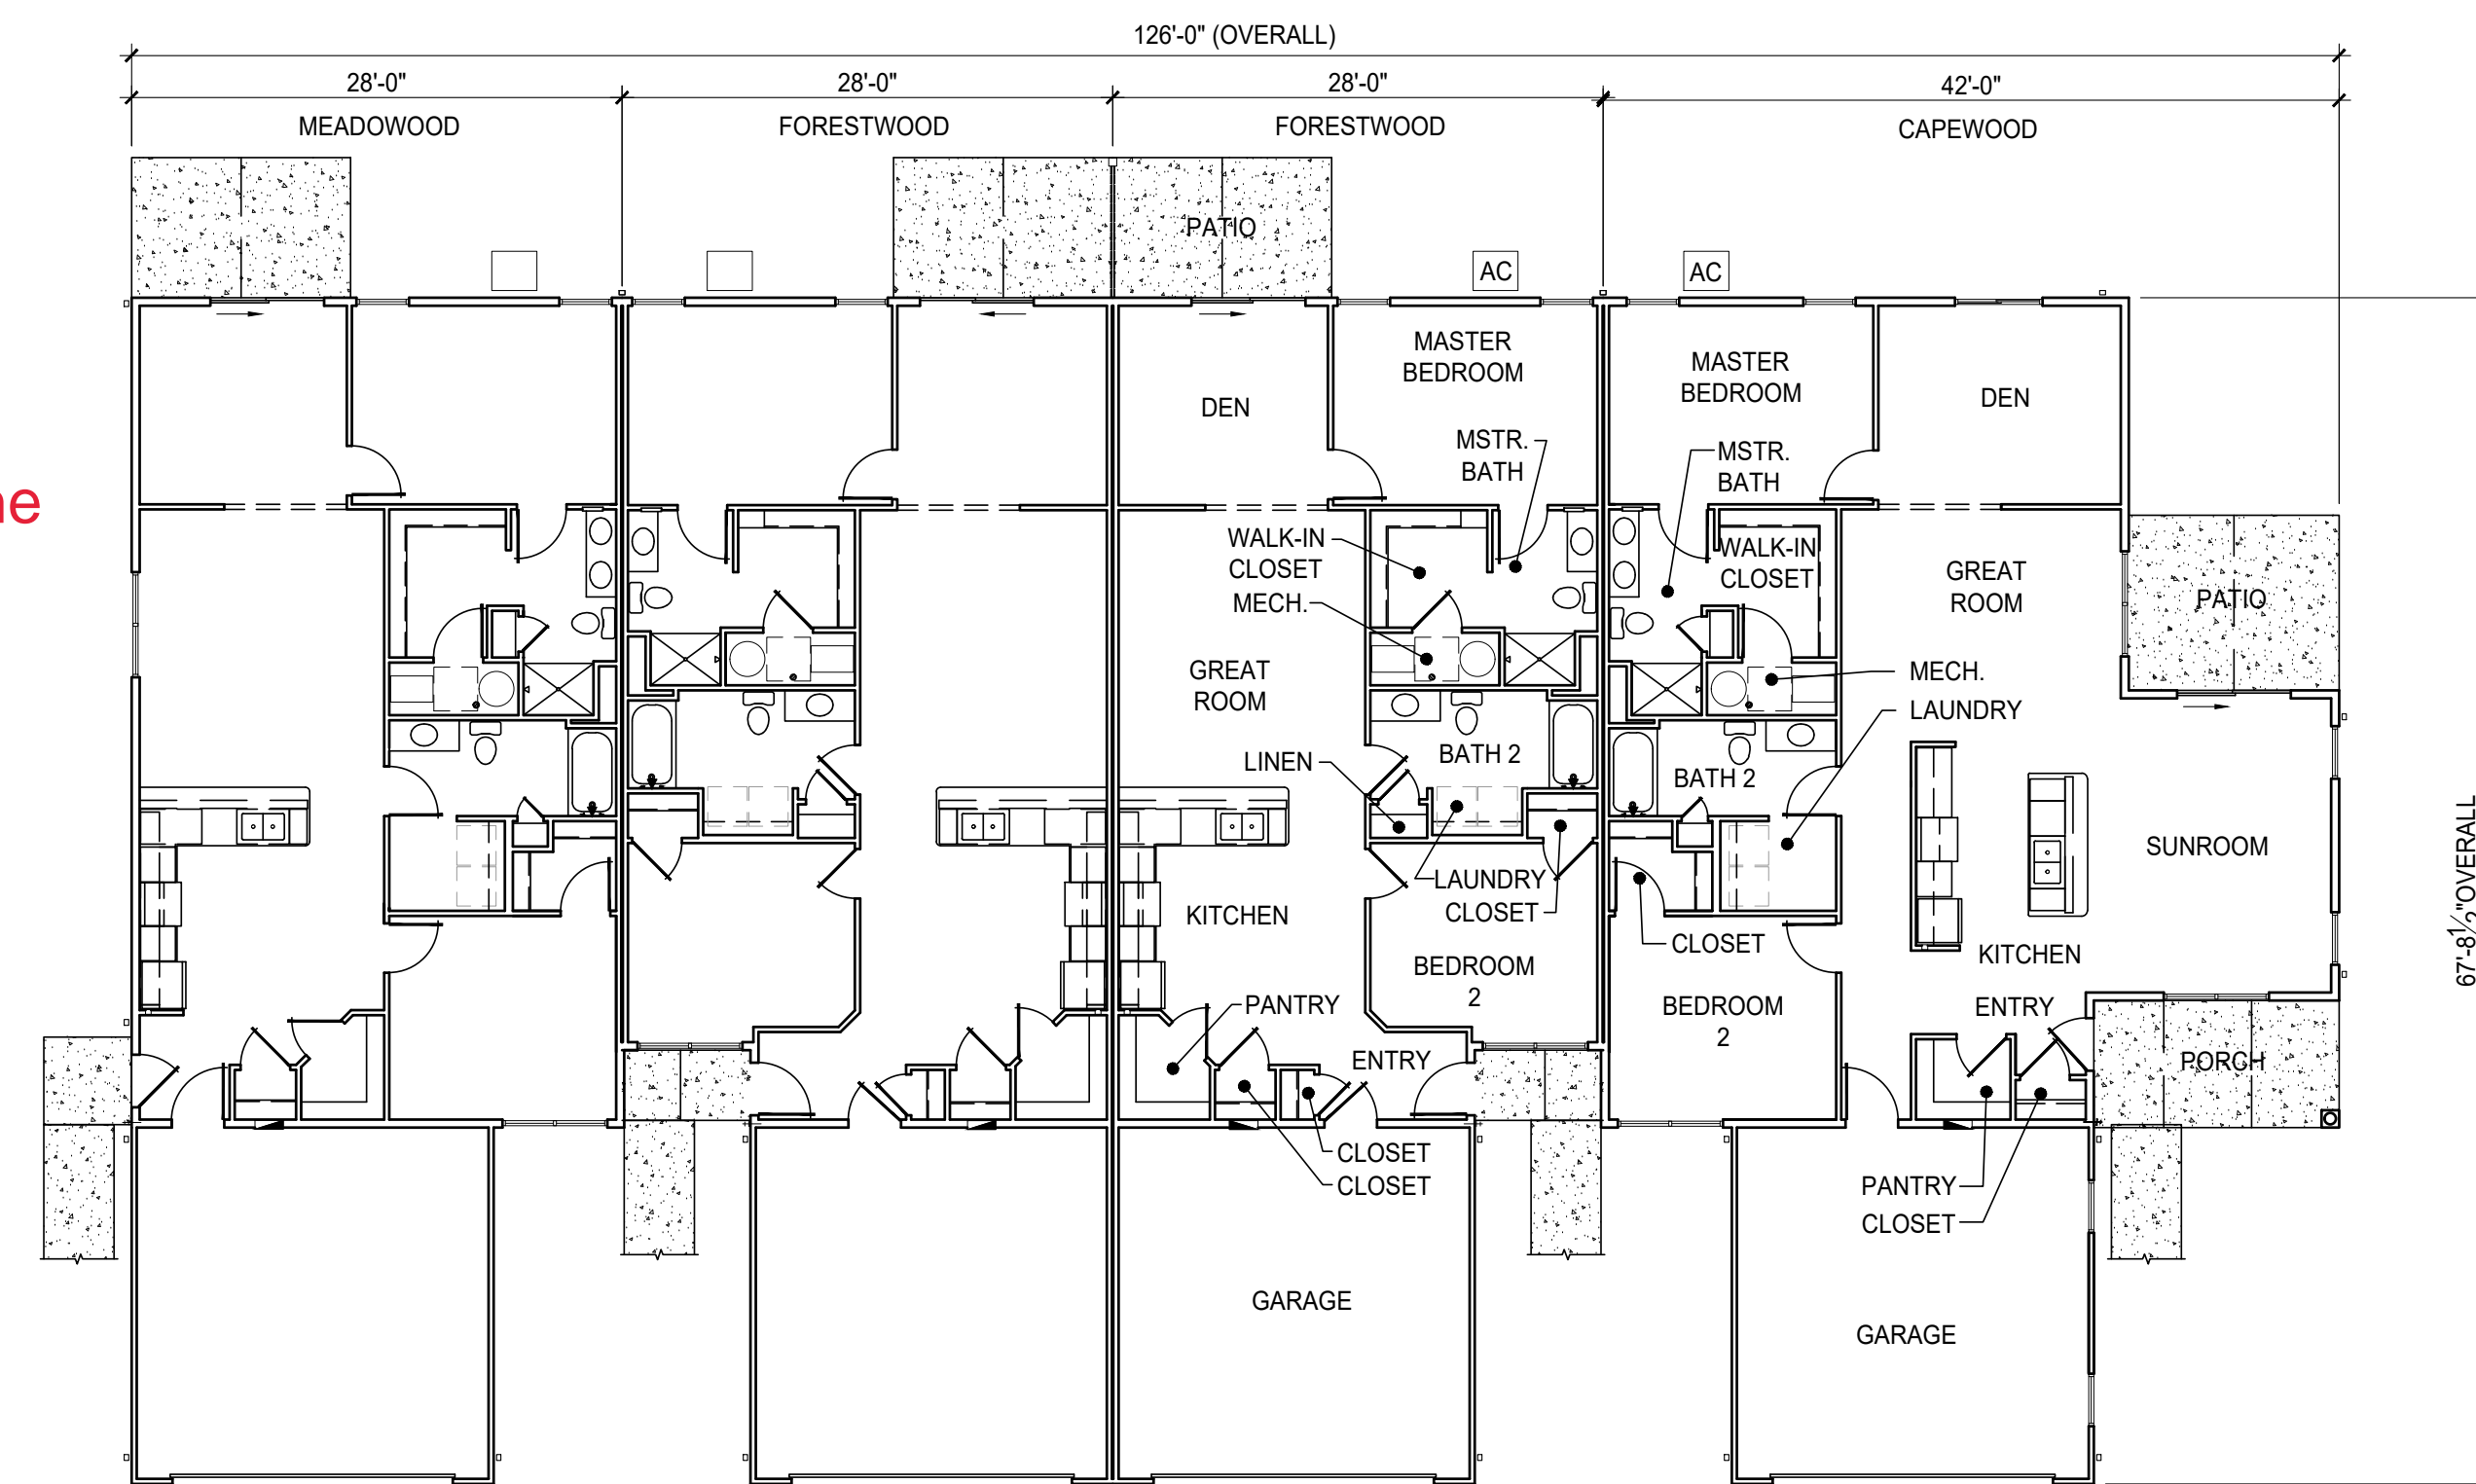 126'-0" (OVERALL)
28'-0"
28'-0"
28'-0"
42'-0"
MEADOWOOD
FORESTWOOD
FORESTWOOD
CAPEWOOD
PATIO
AC
AC
MASTER
BEDROOM
MASTER
BEDROOM
DEN
DEN
MSTR.
BATH
MSTR.
BATH
WALK-IN
CLOSET
WALK-IN
CLOSET
MECH.
GREAT
ROOM
PATIO
GREAT
ROOM
MECH.
LAUNDRY
LINEN
BATH 2
BATH 2
SUNROOM
LAUNDRY
CLOSET
KITCHEN
CLOSET
KITCHEN
BEDROOM
2
BEDROOM
2
PANTRY
ENTRY
ENTRY
PORCH
CLOSET
CLOSET
PANTRY
CLOSET
GARAGE
GARAGE
67'-8 1/2" OVERALL